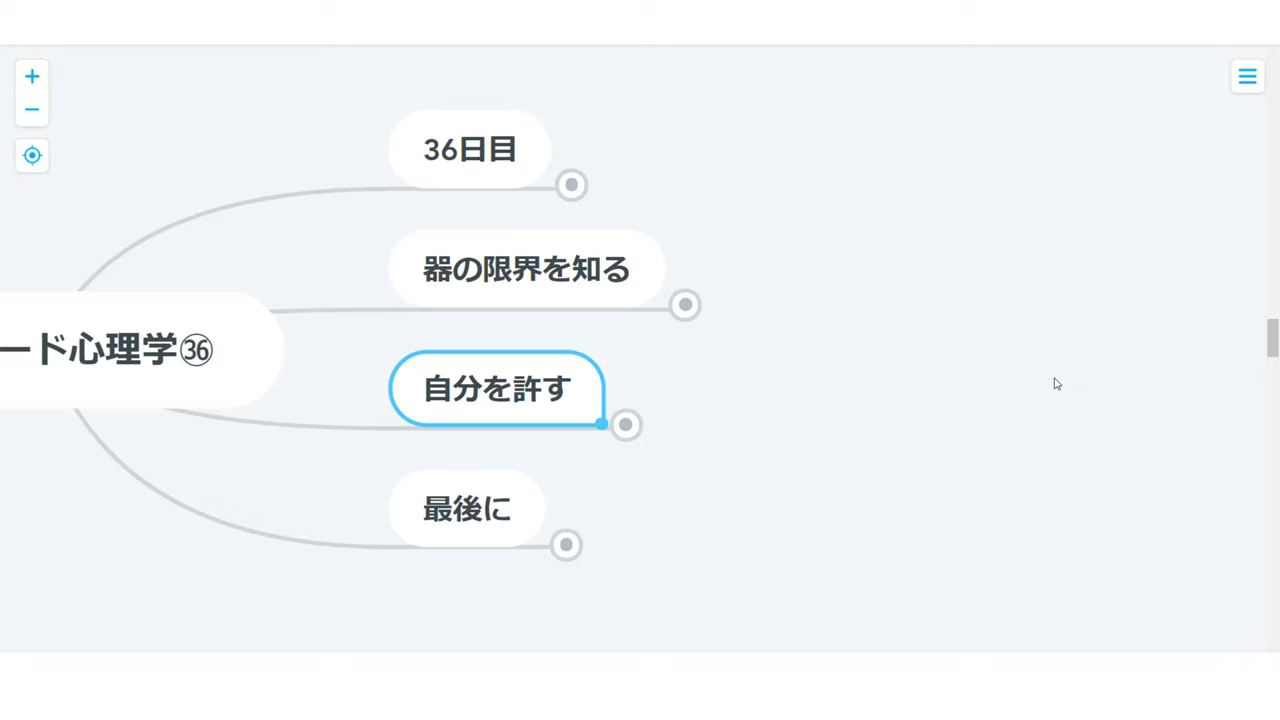 36日目
器の限界を知る
ード心理学㊱
自分を許す
最後に